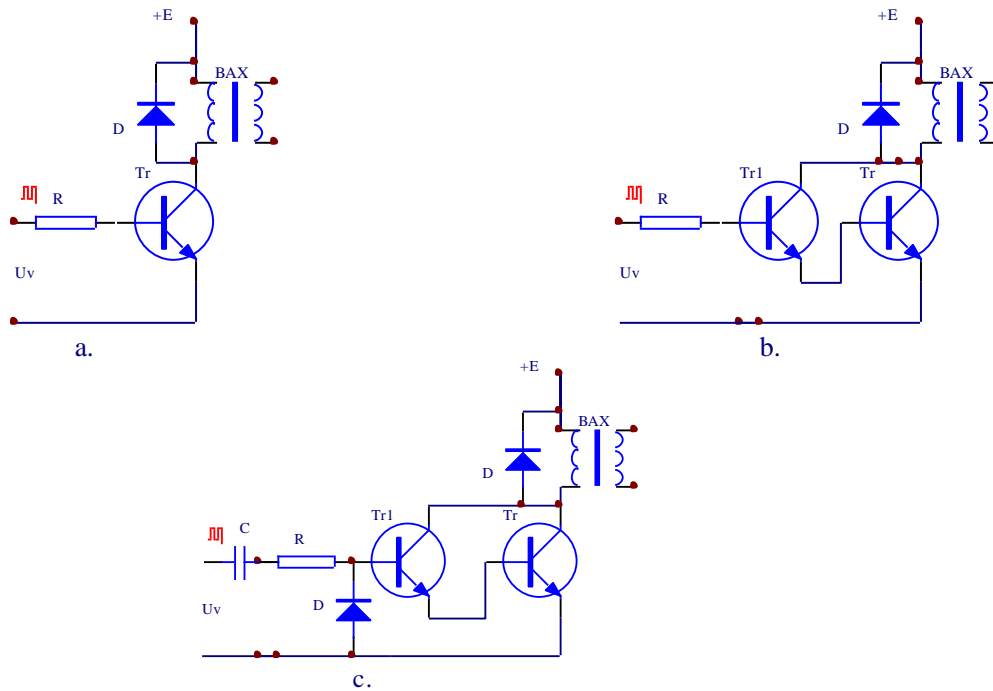 +E
BAX
D
Tr
R
Uv
a.
+E
BAX
D
Tr1
Tr
R
Uv
b.
+E
BAX
D
Tr1
Tr
C
R
D
Uv
c.